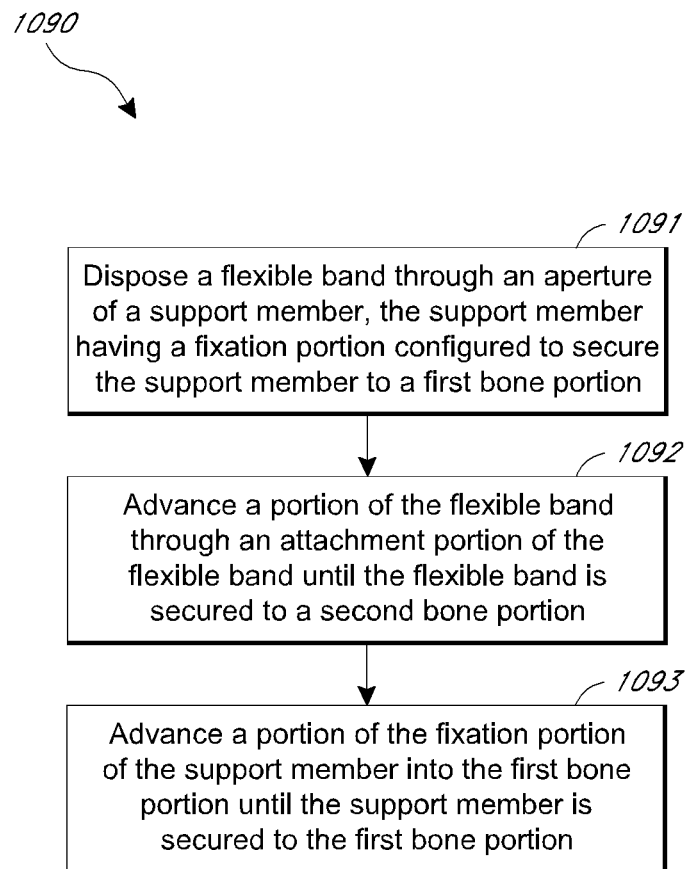 1090
1091
Dispose a flexible band through an aperture
of a support member, the support member
having a fixation portion configured to secure
the support member to a first bone portion
1092
Advance a portion of the flexible band
through an attachment portion of the
flexible band until the flexible band is
secured to a second bone portion
1093
Advance a portion of the fixation portion
of the support member into the first bone
portion until the support member is
secured to the first bone portion